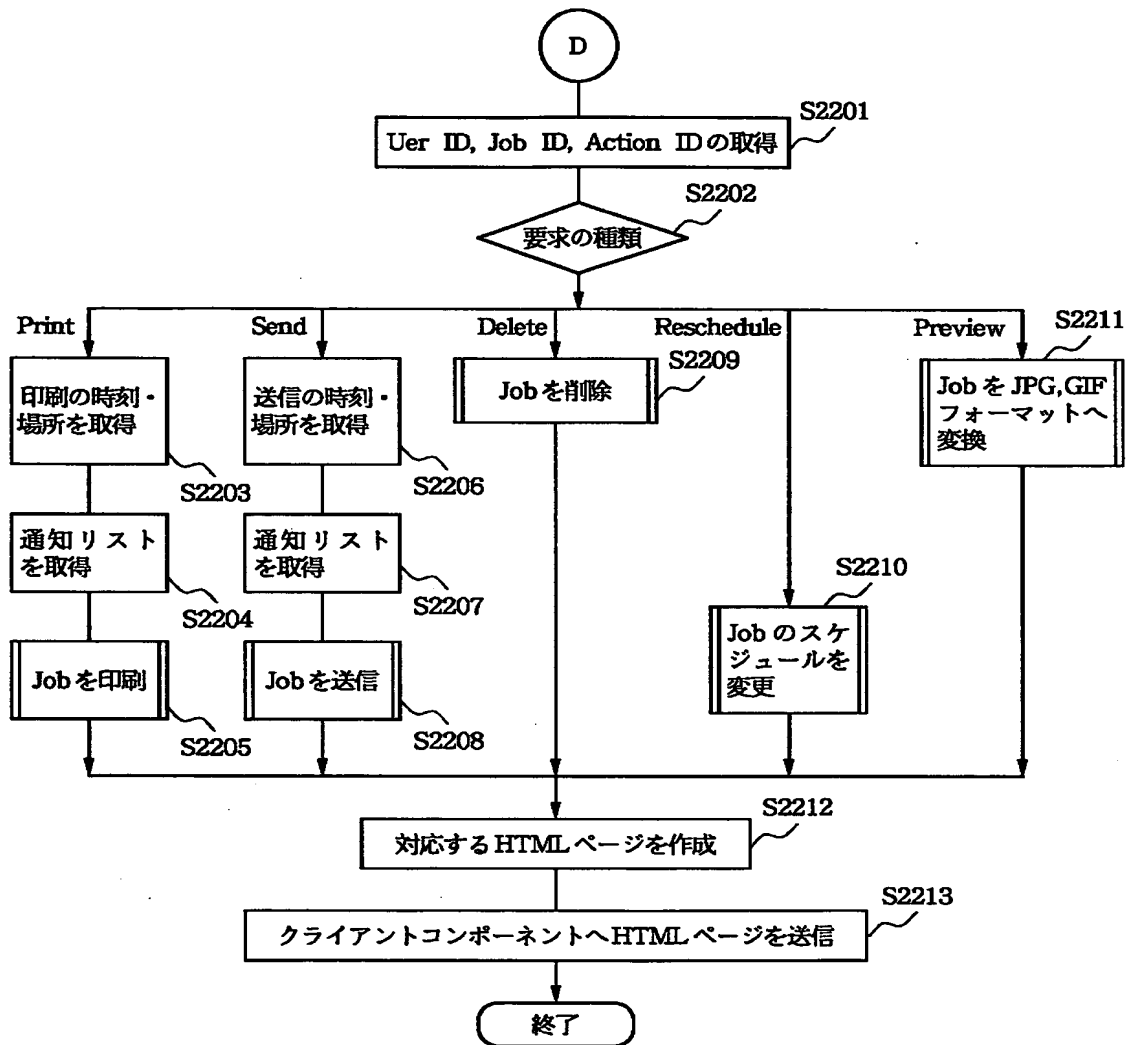 D
S2201
Uer ID, Job ID, Action IDの取得
S2202
要求の種類
Print
Send
Delete
Reschedule
Preview
S2211
S2209
印刷の時刻・
場所を取得
S2203
送信の時刻・
場所を取得
S2206
Jobを削除
JobをJPG,GIF
フォーマットへ
変換
通知リスト
を取得
S2204
通知リスト
を取得
S2207
S2210
Jobを印刷
S2205
Jobを送信
S2208
Jobのスケ
ジュールを
変更
S2212
対応するHTMLページを作成
S2213
クライアントコンポーネントへHTMLページを送信
終了